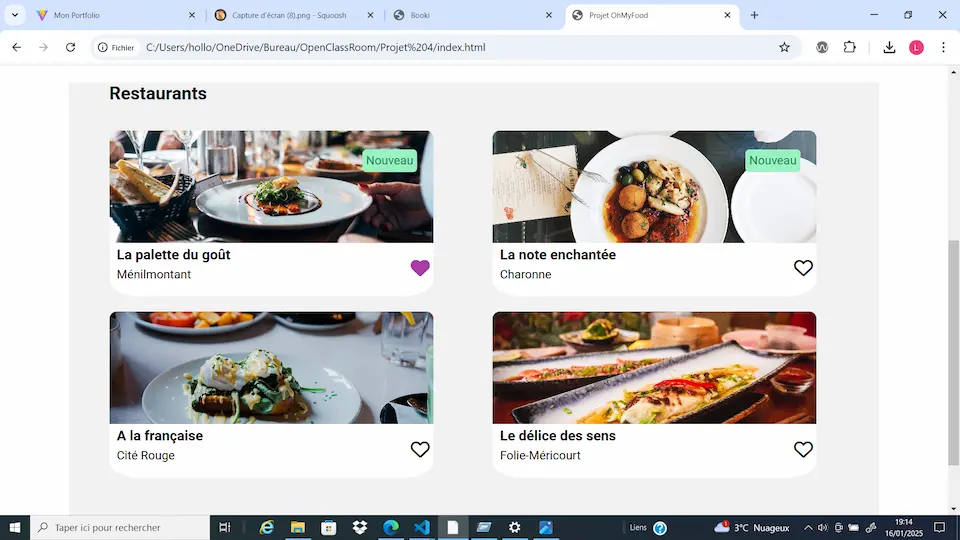 Mon Portfolio
Capture d'écran (8).png - Squoosh
Booki
Projet OhMyFood
Fichier
C:/Users/hollo/OneDrive/Bureau/OpenClassRoom/Projet%204/index.html
L
Restaurants
Nouveau
Nouveau
La palette du goût
Ménilmontant
La note enchantée
Charonne
A la française
Cité Rouge
Le délice des sens
Folie-Méricourt
Taper ici pour rechercher
Liens
1
3°C Nuageux
19:14
16/01/2025